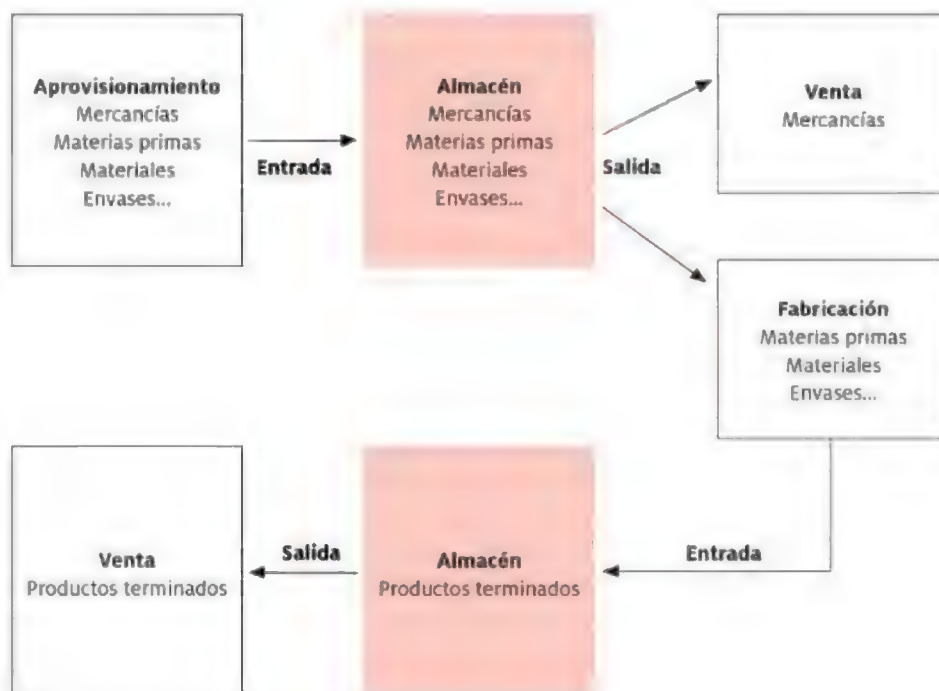 Aprovisionamiento
Mercancías
Materias primas
Materiales
Envases...
Entrada
Almacén
Mercancías
Materias primas
Materiales
Envases...
Salida
Venta
Mercancías
Fabricación
Materias primas
Materiales
Envases...
Entrada
Almacén
Productos terminados
Salida
Venta
Productos terminados